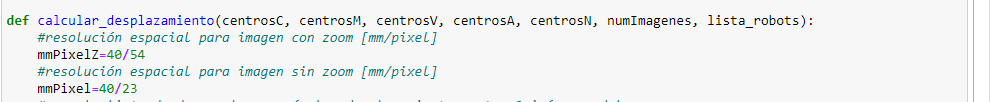 def calcular_desplazamiento(centrosC, centrosM, centrosV, centrosA, centrosN, numImagenes, lista_robots):
#resolución espacial para imagen con zoom [mm/pixel]
mmPixelZ=40/54
#resolución espacial para imagen sin zoom [mm/pixel]
mmPixel=40/23